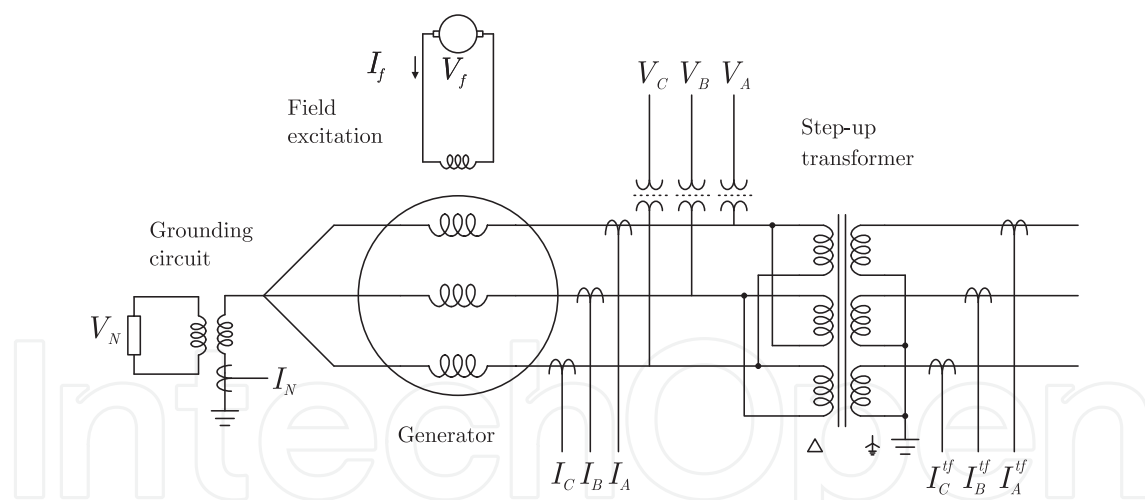 I_f
V_f
Field
excitation
V_C V_B V_A
Step-up
transformer
Grounding
circuit
V_N
I_N
Generator
I_C I_B I_A
△
I_C^{tf} I_B^{tf} I_A^{tf}
IntechOpen